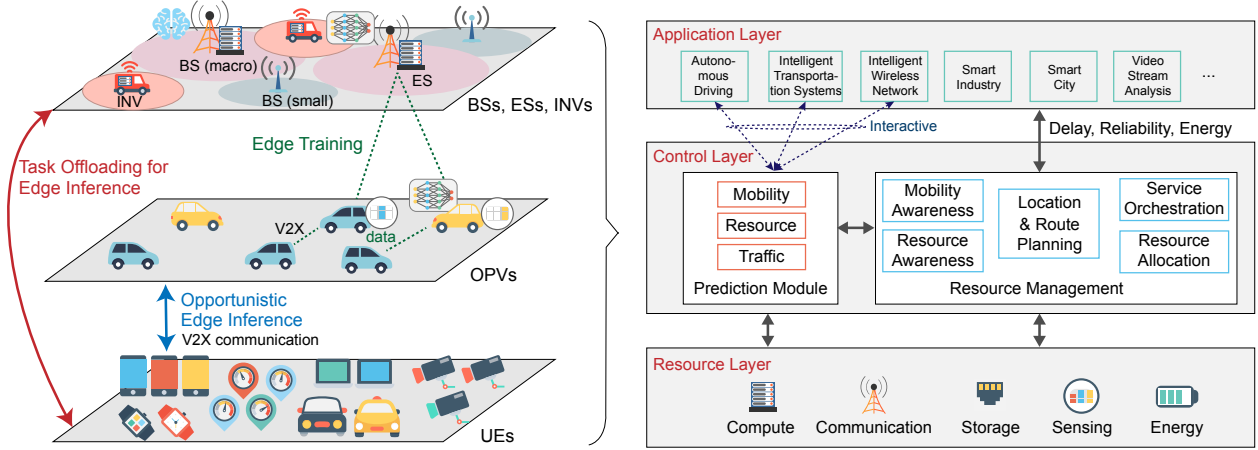 BS (macro)
ES
INV
BS (small)
BSs, ESs, INVs
Edge Training
Task Offloading for
Edge Inference
V2X
data
OPVs
Opportunistic
Edge Inference
V2X communication
UEs
Application Layer
Autono-
mous
Driving
Intelligent
Transporta-
tion Systems
Intelligent
Wireless
Network
Smart
Industry
Smart
City
Video
Stream
Analysis
...
Interactive
Delay, Reliability, Energy
Control Layer
Mobility
Resource
Traffic
Prediction Module
Mobility
Awareness
Resource
Awareness
Location
& Route
Planning
Service
Orchestration
Resource
Allocation
Resource Management
Resource Layer
Compute
Communication
Storage
Sensing
Energy